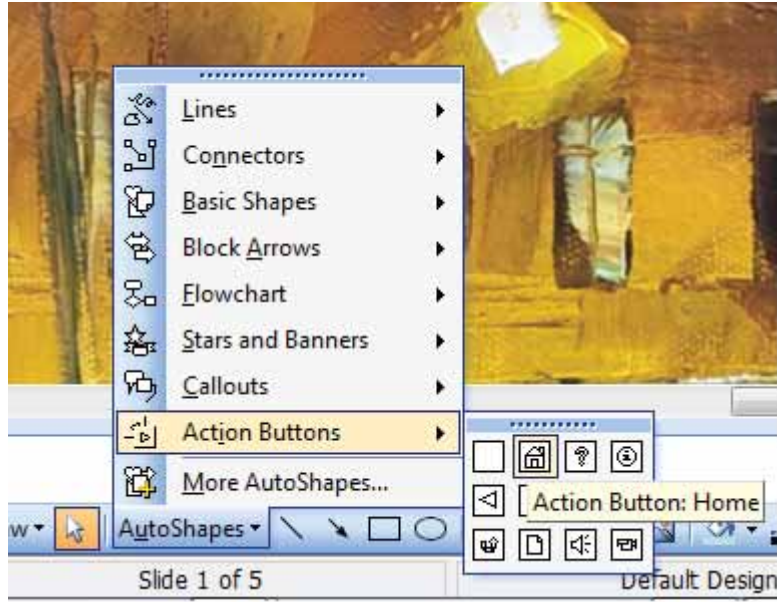 Lines
Connectors
Basic Shapes
Block Arrows
Flowchart
Stars and Banners
Callouts
Action Buttons
More AutoShapes...
Action Button: Home
AutoShapes
Slide 1 of 5
Default Design